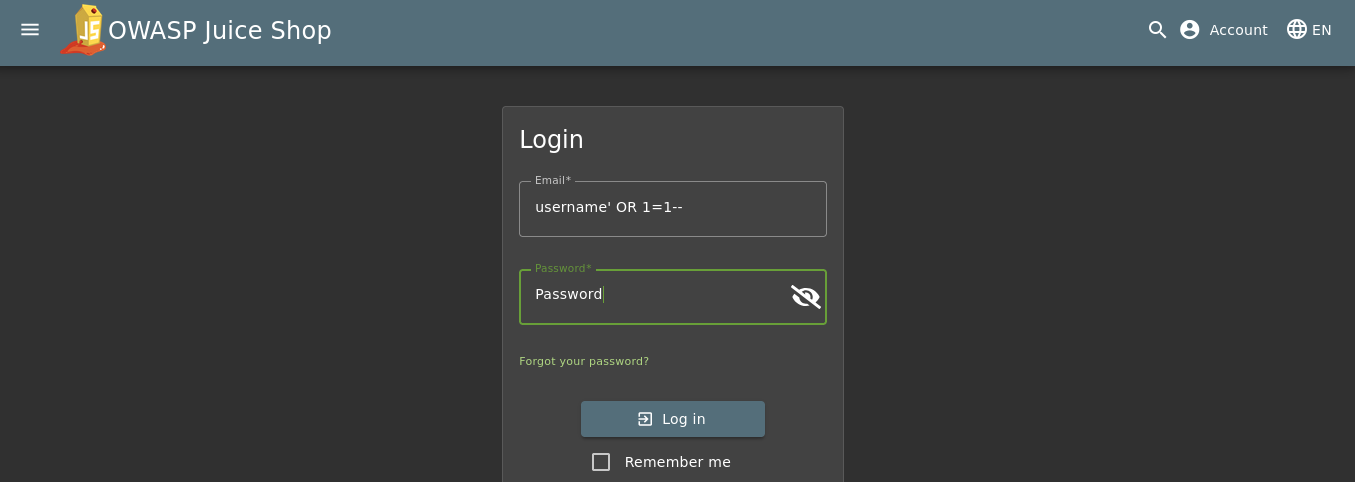 JS OWASP Juice Shop Account EN
Login
Email*
username' OR 1=1--
Password*
Password
Forgot your password?
Log in
Remember me